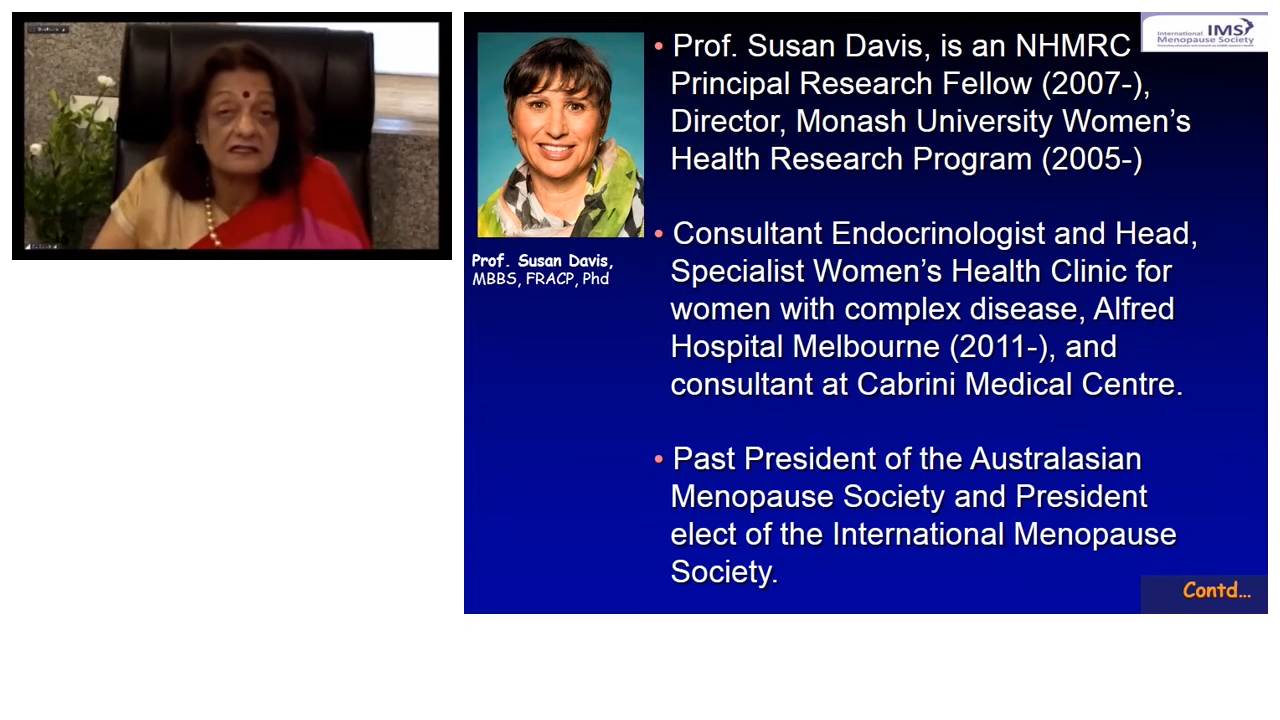 International
Menopause Society
IMS
• Prof. Susan Davis, is an NHMRC
Principal Research Fellow (2007-),
Director, Monash University Women’s
Health Research Program (2005-)
• Consultant Endocrinologist and Head,
Specialist Women’s Health Clinic for
women with complex disease, Alfred
Hospital Melbourne (2011-), and
consultant at Cabrini Medical Centre.
• Past President of the Australasian
Menopause Society and President
elect of the International Menopause
Society.
Prof. Susan Davis,
MBBS, FRACP, Phd
Contd...